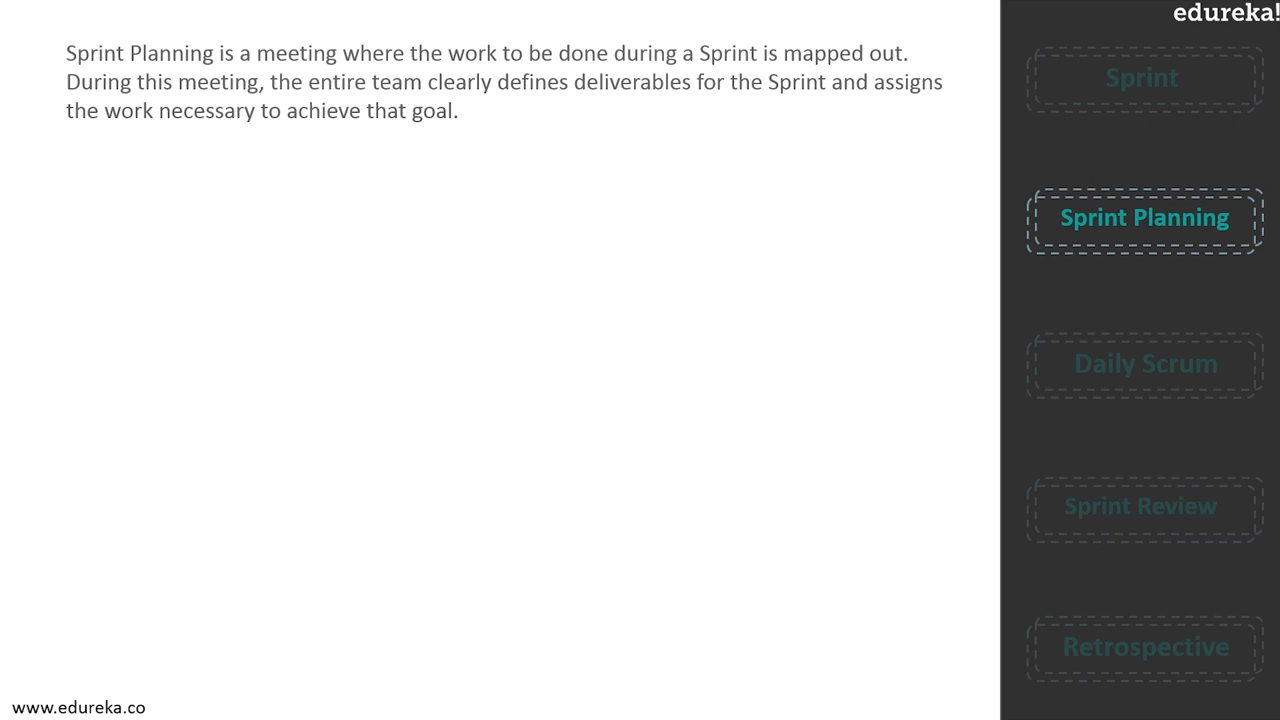 edureka!
Sprint Planning is a meeting where the work to be done during a Sprint is mapped out.
During this meeting, the entire team clearly defines deliverables for the Sprint and assigns
the work necessary to achieve that goal.
Sprint
Sprint Planning
Daily Scrum
Sprint Review
Retrospective
www.edureka.co